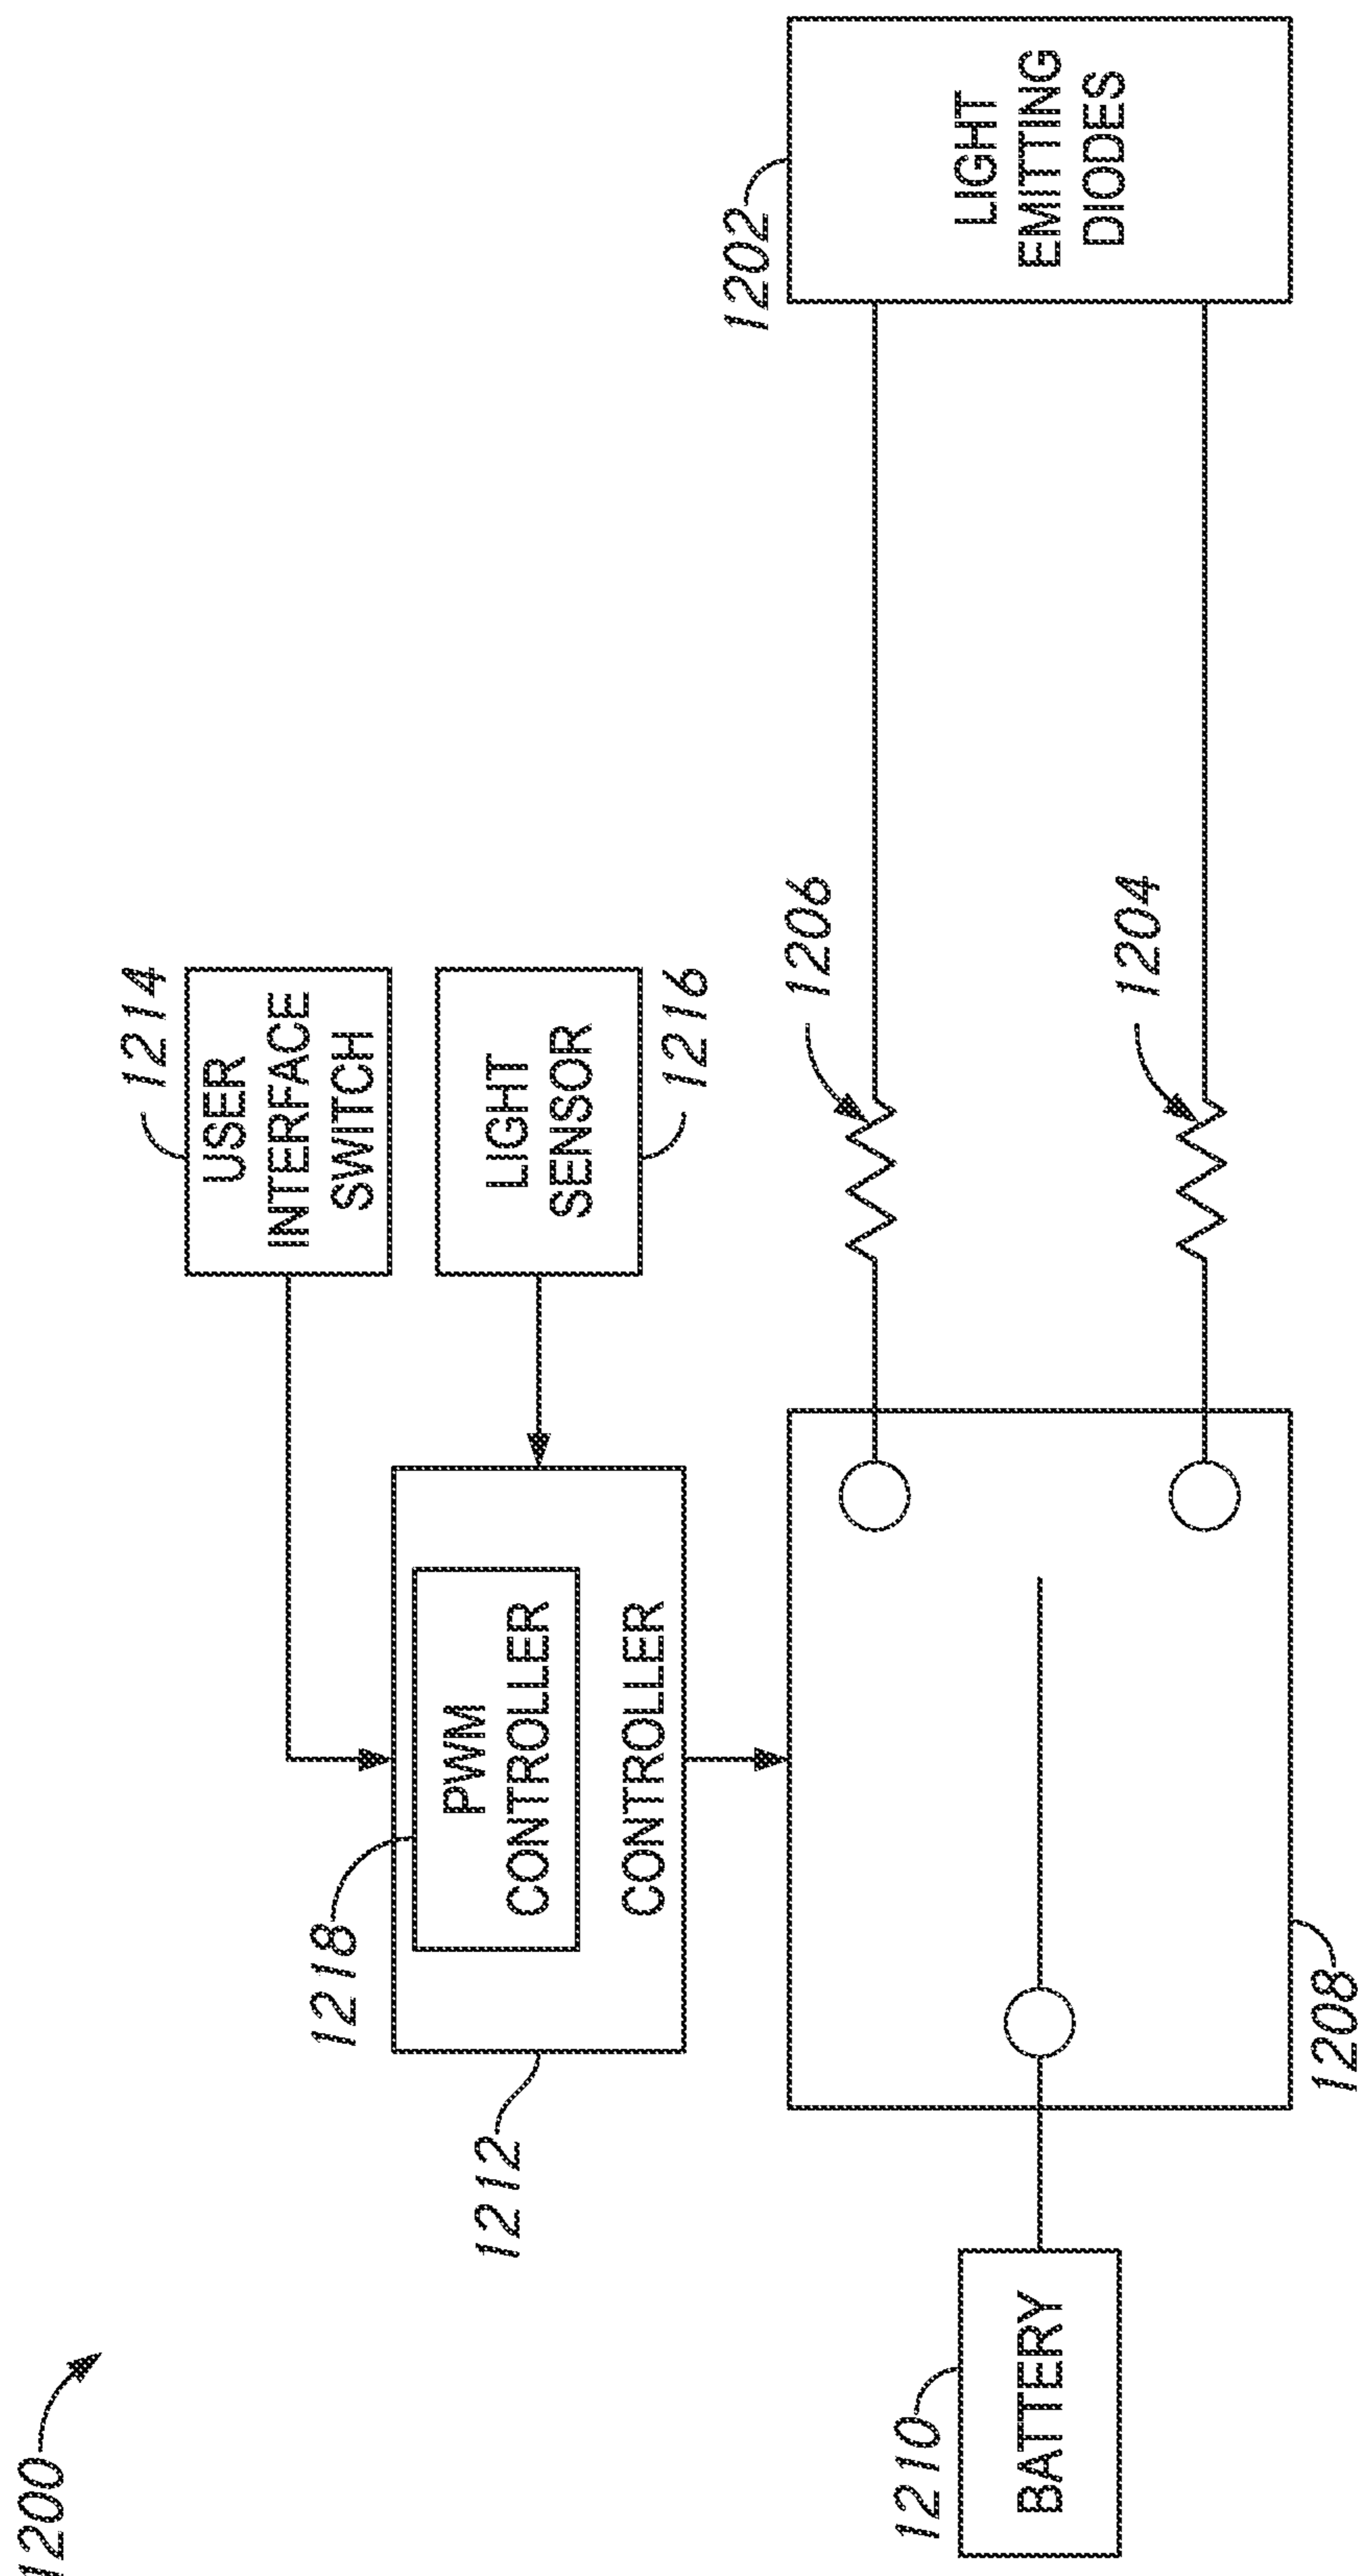 1200
1214
USER
INTERFACE
SWITCH
1218
PWM
CONTROLLER
CONTROLLER
LIGHT
SENSOR
1216
1212
1202
1206
LIGHT
EMITTING
DIODES
1210
BATTERY
1204
1208